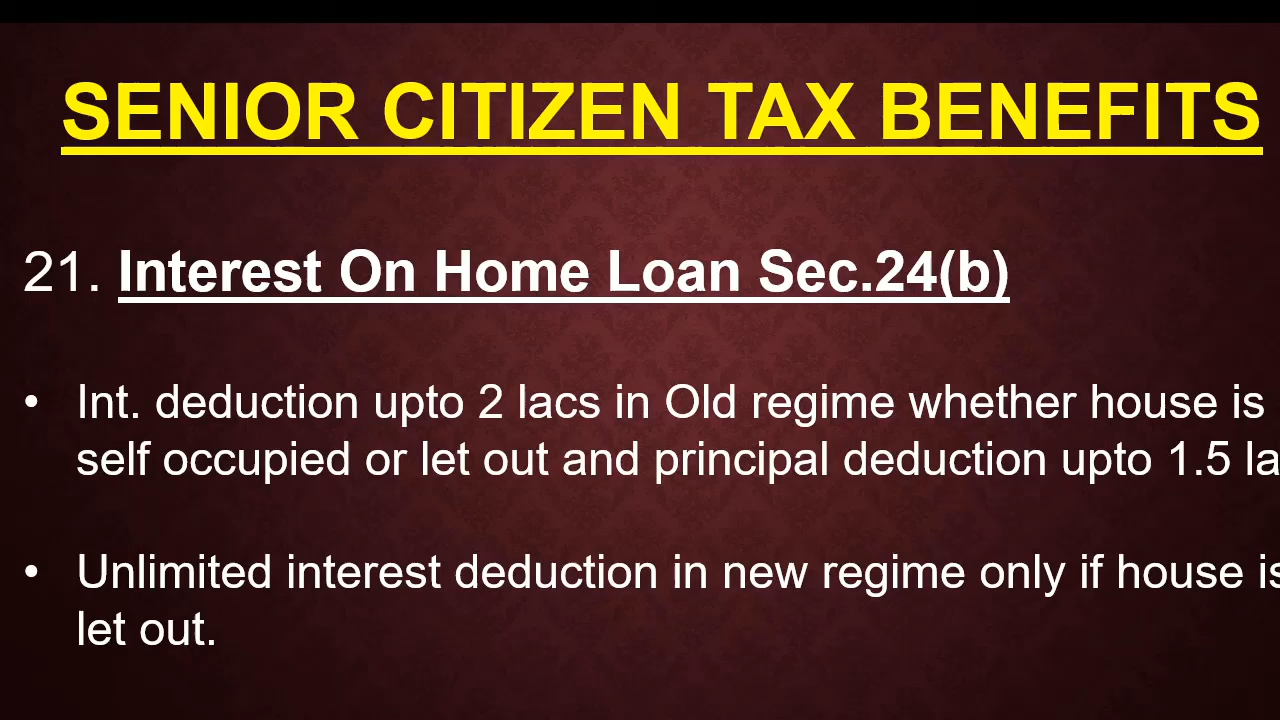 SENIOR CITIZEN TAX BENEFITS
21. Interest On Home Loan Sec.24(b)
• Int. deduction upto 2 lacs in Old regime whether house is
self occupied or let out and principal deduction upto 1.5
• Unlimited interest deduction in new regime only if house is
let out.